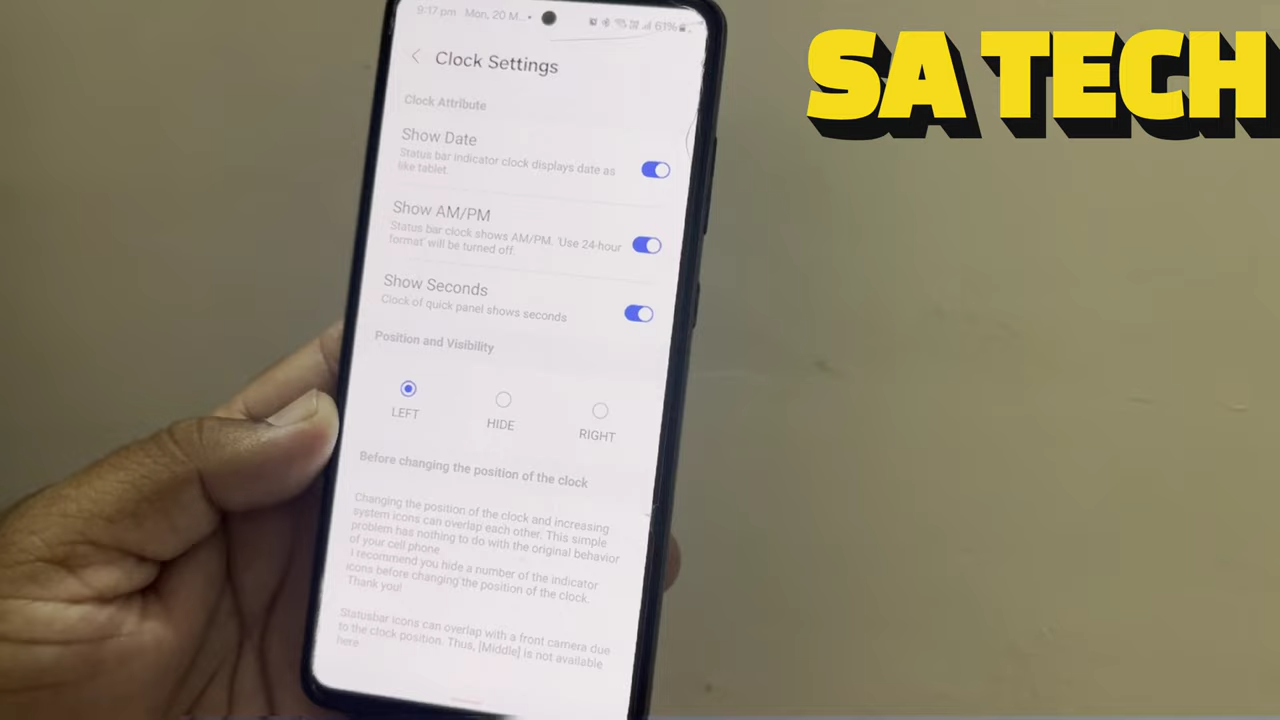 9:17 pm Mon, 20 M... • 61%
SA TECH
Clock Settings
Clock Attribute
Show Date
Status bar indicator clock displays date as
like tablet.
Show AM/PM
Status bar clock shows AM/PM. 'Use 24-hour
format' will be turned off.
Show Seconds
Clock of quick panel shows seconds
Position and Visibility
LEFT
HIDE
RIGHT
Before changing the position of the clock
Changing the position of the clock and increasing
system icons can overlap each other. This simple
problem has nothing to do with the original behavior
of your cell phone
I recommend you hide a number of the indicator
icons before changing the position of the clock.
Thank you!
Statusbar icons can overlap with a front camera due
to the clock position. Thus, [Middle] is not available
here